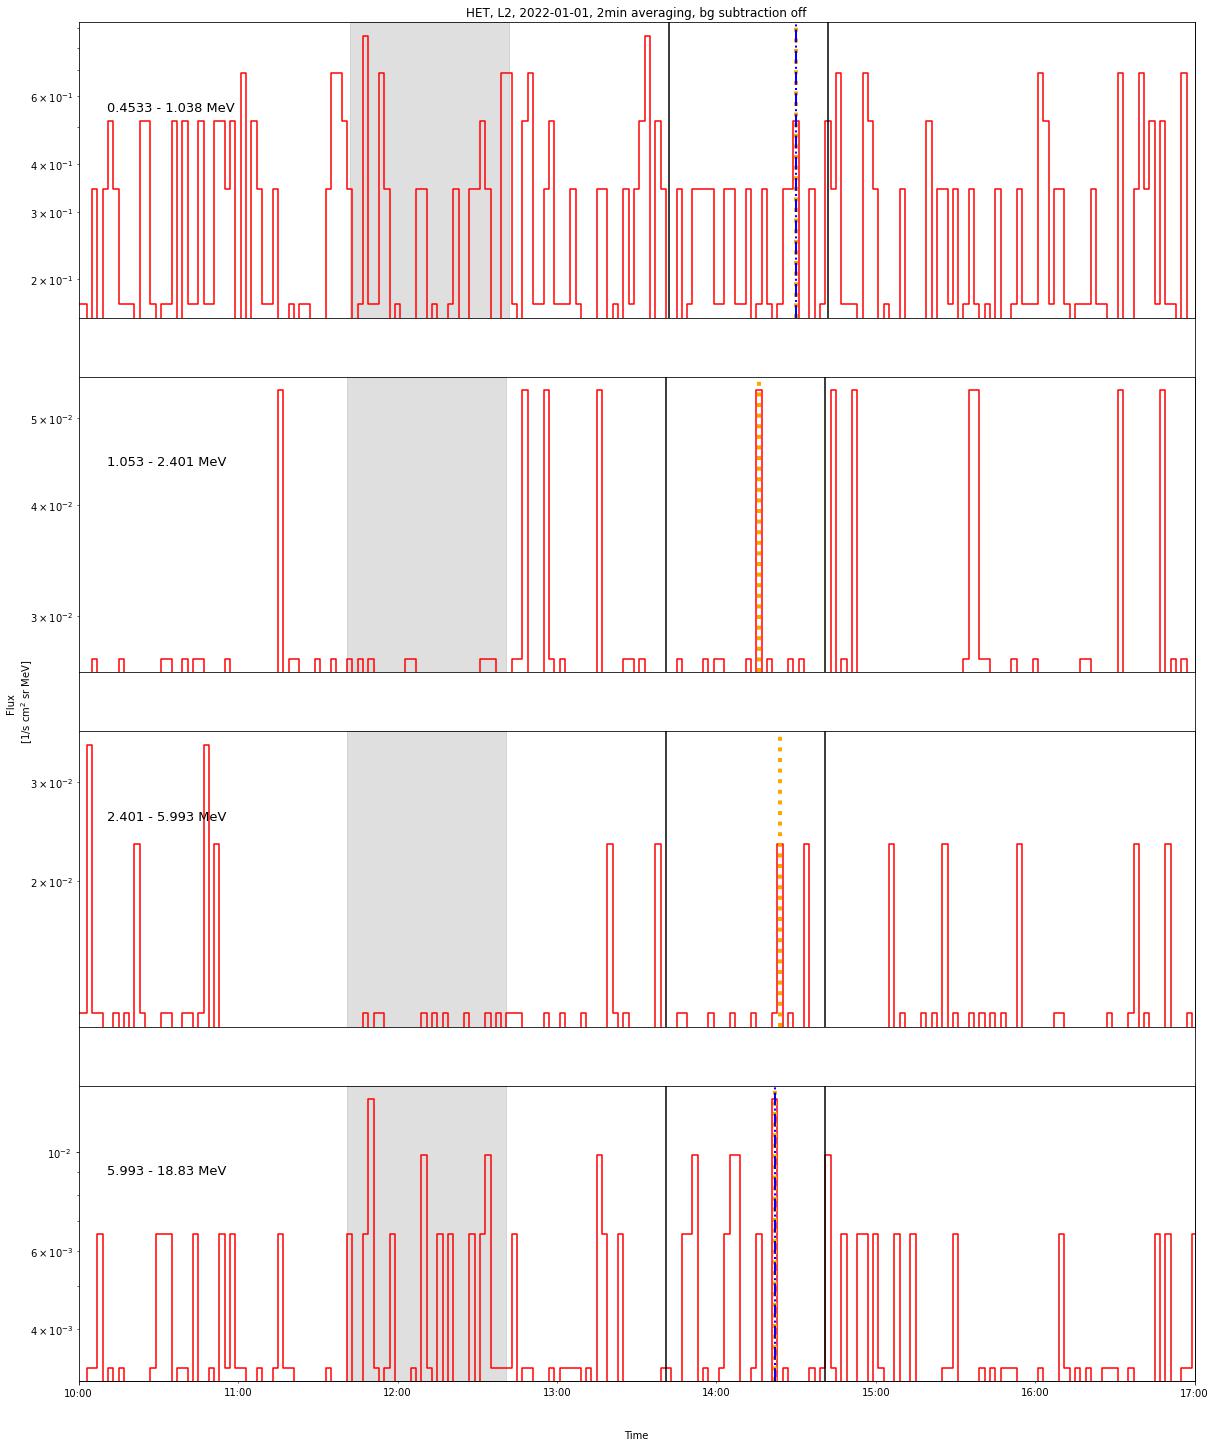 HET, L2, 2022-01-01, 2min averaging, bg subtraction off
6 × 10⁻¹
0.4533 - 1.038 MeV
4 × 10⁻¹
3 × 10⁻¹
2 × 10⁻¹
5 × 10⁻²
1.053 - 2.401 MeV
4 × 10⁻²
3 × 10⁻²
Flux
[1/s cm² sr MeV]
3 × 10⁻²
2.401 - 5.993 MeV
2 × 10⁻²
10⁻²
5.993 - 18.83 MeV
6 × 10⁻³
4 × 10⁻³
10:00 11:00 12:00 13:00 14:00 15:00 16:00 17:00
Time